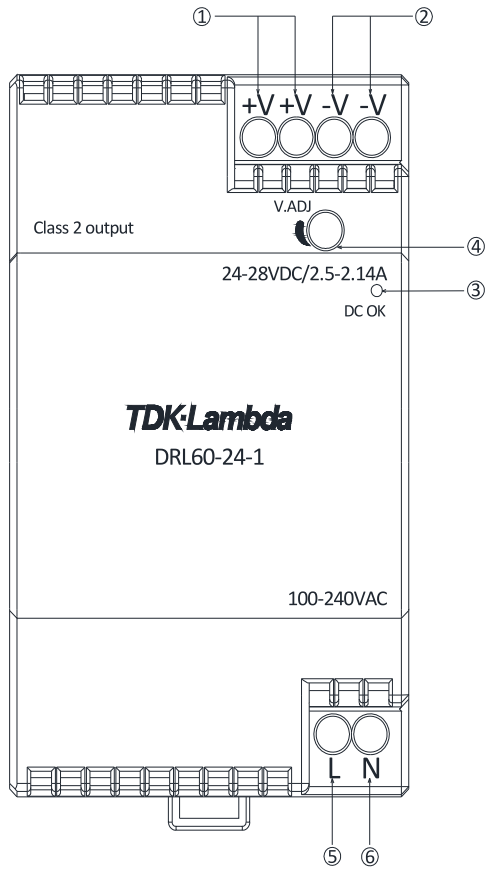 ① ②
+V +V -V -V
V.ADJ
Class 2 output
④
24-28VDC/2.5-2.14A
③
DC OK
TDK·Lambda
DRL60-24-1
100-240VAC
L N
⑤ ⑥